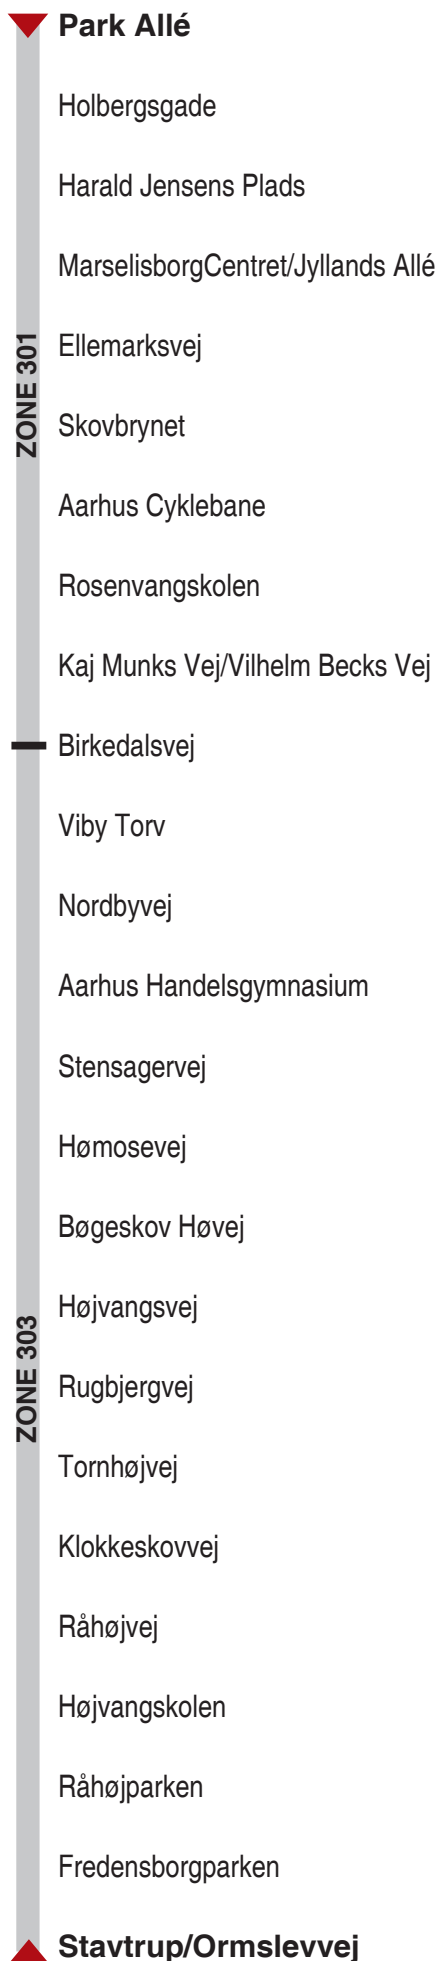 Park Allé
Holbergsgade
Harald Jensens Plads
MarselisborgCentret/Jyllands Allé
Ellemarksvej
ZONE 301
Skovbrynet
Aarhus Cyklebane
Rosenvangskolen
Kaj Munks Vej/Vilhelm Becks Vej
Birkedalsvej
Viby Torv
Nordbyvej
Aarhus Handelsgymnasium
Stensagervej
Hømosevej
Bøgeskov Høvej
Højvangsvej
ZONE 303
Rugbjergvej
Tornhøjvej
Klokkeskovvej
Råhøjvej
Højvangskolen
Råhøjparken
Fredensborgparken
Stavtrup/Ormslevvej